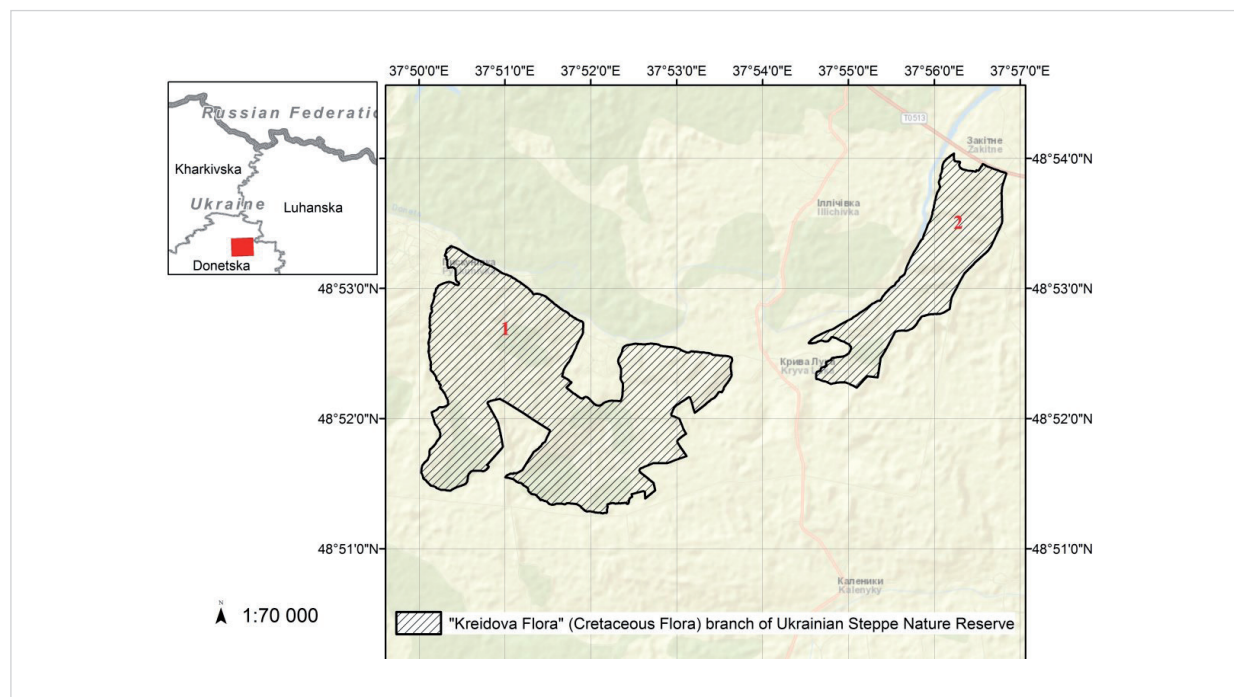 Russian Federatio
Kharkivska
Ukraine
Luhanska
Donetska
37°50'0"E 37°51'0"E 37°52'0"E 37°53'0"E 37°54'0"E 37°55'0"E 37°56'0"E 37°57'0"E
T0513
Закітне
Zakitne
48°54'0"N 48°54'0"N
Іллічівка
Illichivka
2
48°53'0"N 48°53'0"N
1
Крива Лука
48°52'0"N 48°52'0"N
48°51'0"N 48°51'0"N
Каленики
Kalenyky
N
1:70 000
"Kreidova Flora" (Cretaceous Flora) branch of Ukrainian Steppe Nature Reserve